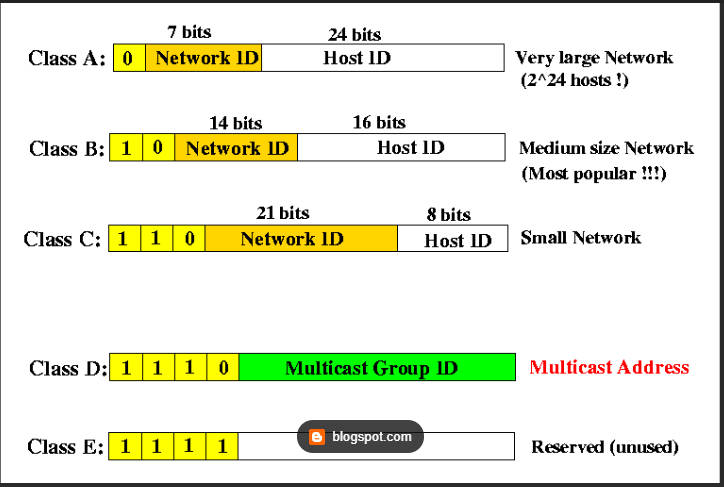 7 bits 24 bits
Class A: 0 Network ID Host ID Very large Network
(2^24 hosts !)
14 bits 16 bits
Class B: 1 0 Network ID Host ID Medium size Network
(Most popular !!!)
21 bits 8 bits
Class C: 1 1 0 Network ID Host ID Small Network
Class D: 1 1 1 0 Multicast Group ID Multicast Address
blogspot.com
Class E: 1 1 1 1 Reserved (unused)